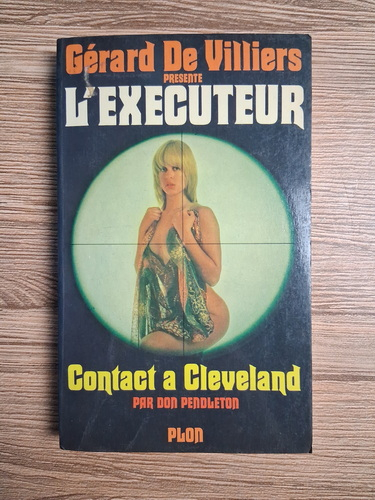 Gérard De Villiers
PRESENTE
L'EXECUTEUR
Contact a Cleveland
PAR DON PENDLETON
PLON